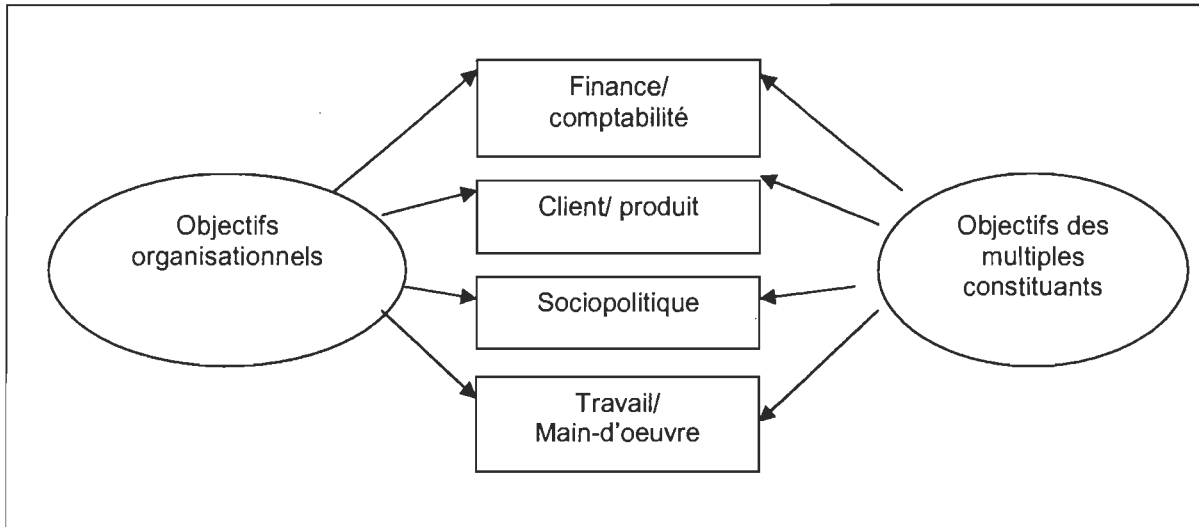 Finance/
comptabilité
Client/ produit
Objectifs
organisationnels
Objectifs des
multiples
constituants
Sociopolitique
Travail/
Main-d'oeuvre